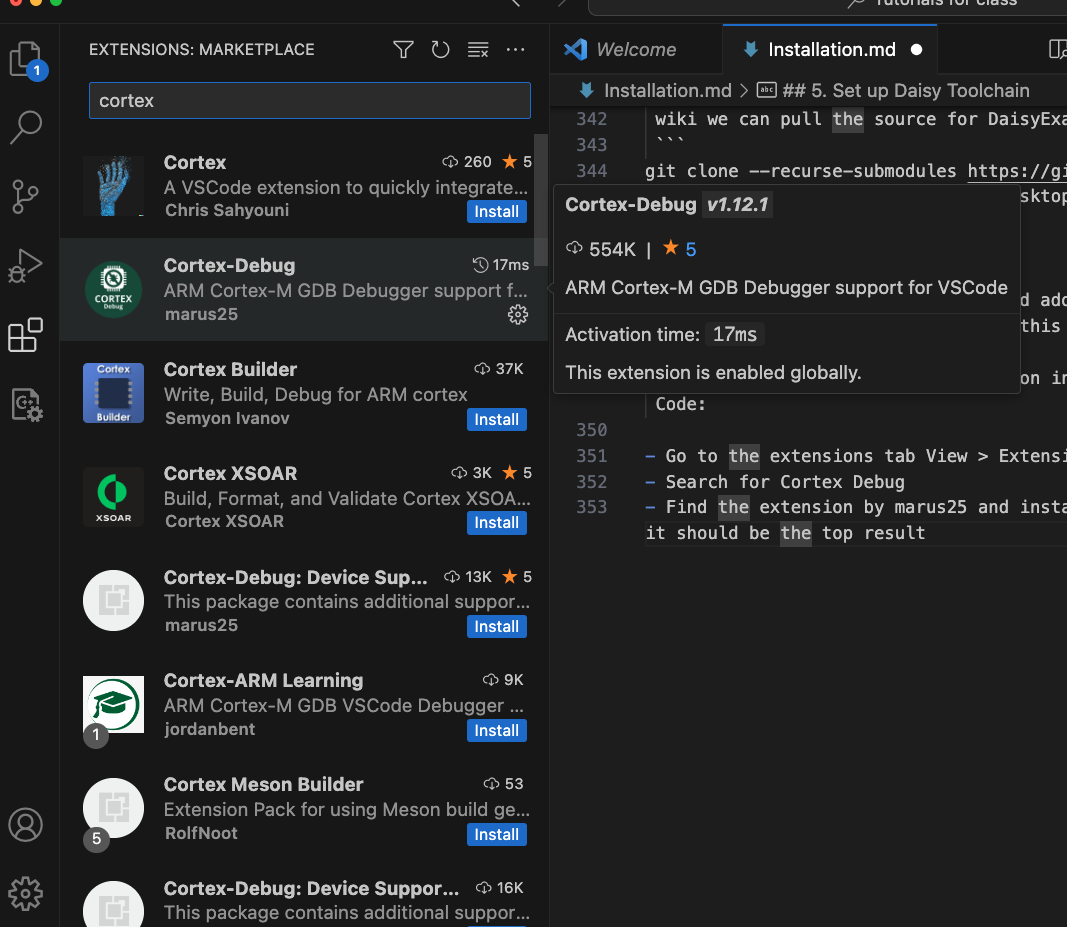 Tutorials for class
EXTENSIONS: MARKETPLACE
cortex
1
Cortex 260 5
A VSCode extension to quickly integrate...
Chris Sahyouni Install
CORTEX
Debug
Cortex-Debug 17ms
ARM Cortex-M GDB Debugger support f...
marus25
Cortex
Builder
Cortex Builder 37K
Write, Build, Debug for ARM cortex
Semyon Ivanov Install
XSOAR
Cortex XSOAR 3K 5
Build, Format, and Validate Cortex XSOA...
Cortex XSOAR Install
Cortex-Debug: Device Sup... 13K 5
This package contains additional suppor...
marus25 Install
Cortex-ARM Learning 9K
ARM Cortex-M GDB VSCode Debugger ...
jordanbent Install
1
Cortex Meson Builder 53
Extension Pack for using Meson build ge...
RolfNoot Install
5
Cortex-Debug: Device Suppor... 16K
This package contains additional suppor...
Welcome Installation.md
Installation.md > ## 5. Set up Daisy Toolchain
342 wiki we can pull the source for DaisyExa
343 ```
344 git clone --recurse-submodules https://gi
sktop
Cortex-Debug v1.12.1
554K | 5
ARM Cortex-M GDB Debugger support for VSCode
Activation time: 17ms
This extension is enabled globally.
d add
this
on in
Code:
350
351 - Go to the extensions tab View > Extensi
352 - Search for Cortex Debug
353 - Find the extension by marus25 and insta
it should be the top result